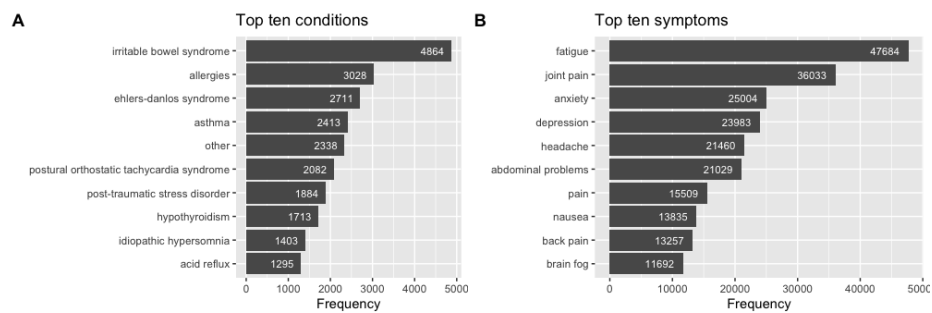 A
Top ten conditions
irritable bowel syndrome 4864
allergies 3028
ehlers-danlos syndrome 2711
asthma 2413
other 2338
postural orthostatic tachycardia syndrome 2082
post-traumatic stress disorder 1884
hypothyroidism 1713
idiopathic hypersomnia 1403
acid reflux 1295
0 1000 2000 3000 4000 5000
Frequency
B
Top ten symptoms
fatigue 47684
joint pain 36033
anxiety 25004
depression 23983
headache 21460
abdominal problems 21029
pain 15509
nausea 13835
back pain 13257
brain fog 11692
0 10000 20000 30000 40000 50000
Frequency